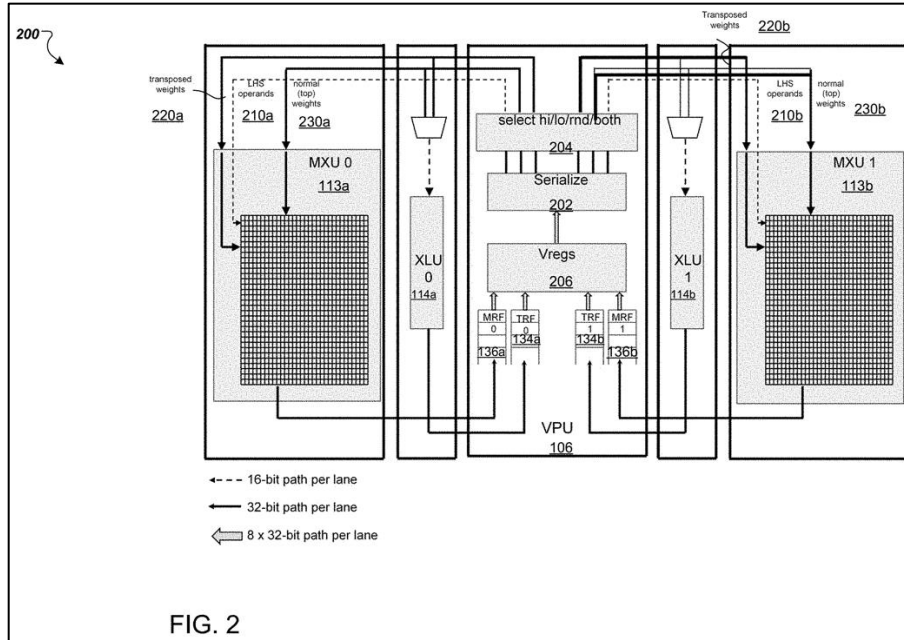 200
transposed
weights
220a
LHS
operands
210a
normal
(top)
weights
230a
Transposed
weights
220b
LHS
operands
210b
normal
(top)
weights
230b
select hi/lo/rnd/both
204
Serialize
202
Vregs
206
MRF
0
136a
TRF
0
134a
TRF
1
134b
MRF
1
136b
VPU
106
MXU 0
113a
XLU
0
114a
XLU
1
114b
MXU 1
113b
16-bit path per lane
32-bit path per lane
8 x 32-bit path per lane
FIG. 2